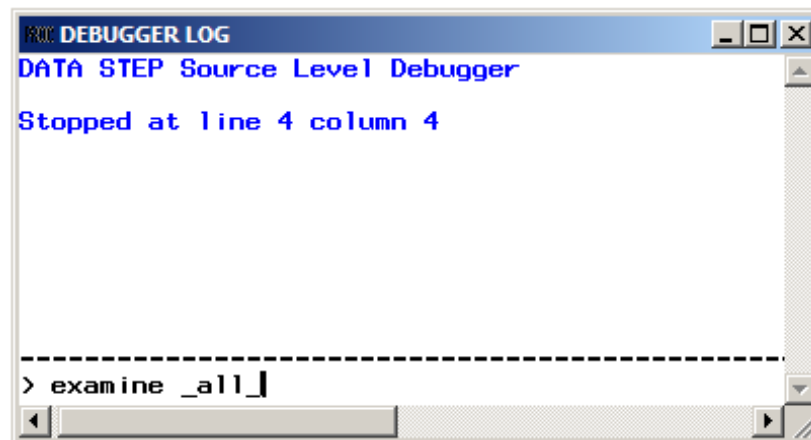 DEBUGGER LOG
DATA STEP Source Level Debugger
Stopped at line 4 column 4
> examine _all_